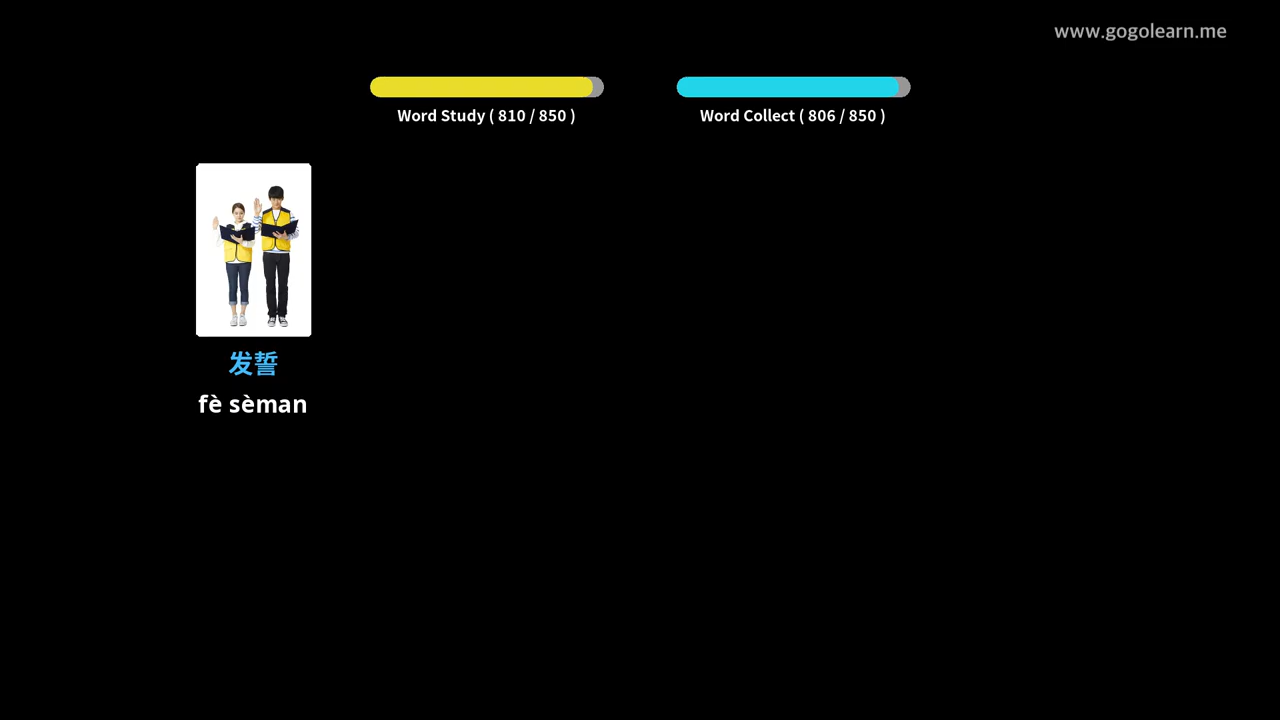 www.gogolearn.me
Word Study ( 810 / 850 )
Word Collect ( 806 / 850 )
发誓
fè sèman